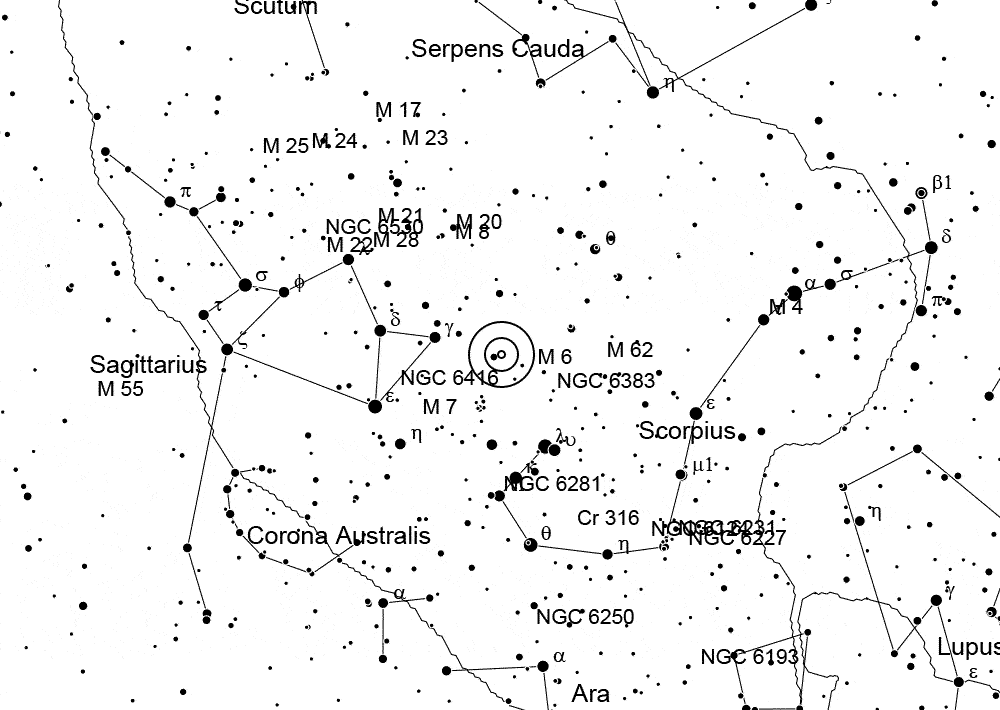 Scutum
Serpens Cauda
η
M 17
M 25
M 24
M 23
π
β1
M 21
NGC 6530
M 20
M 8
M 28
M 22
λ
θ
δ
σ
φ
α
σ
π
τ
M 4
δ
γ
ζ
M 6
M 62
Sagittarius
M 55
NGC 6416
NGC 6383
ε
M 7
ε
η
Scorpius
λ
υ
κ
μ1
NGC 6281
Cr 316
η
NGC 6124
NGC 6231
NGC 6227
Corona Australis
θ
η
α
γ
NGC 6250
Lupus
NGC 6193
α
ε
Ara